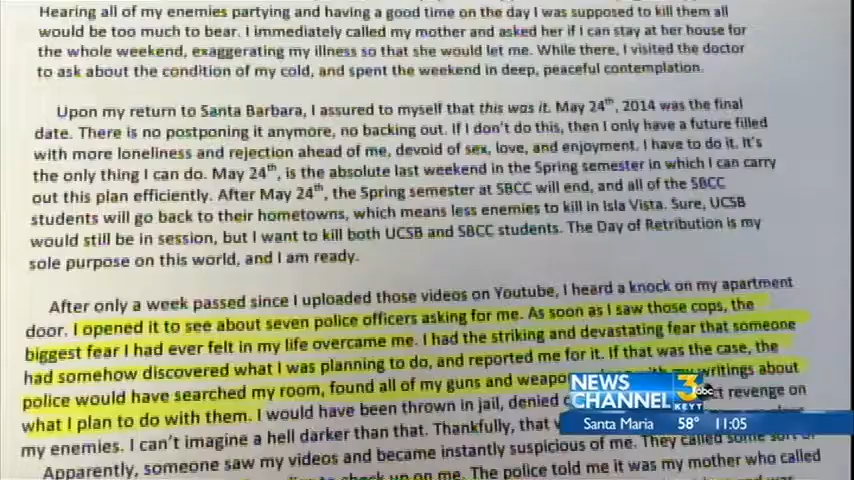 Hearing all of my enemies partying and having a good time on the day I was supposed to kill them all
would be too much to bear. I immediately called my mother and asked her if I can stay at her house for
the whole weekend, exaggerating my illness so that she would let me. While there, I visited the doctor
to ask about the condition of my cold, and spent the weekend in deep, peaceful contemplation.
Upon my return to Santa Barbara, I assured to myself that this was it. May 24th, 2014 was the final
date. There is no postponing it anymore, no backing out. If I don't do this, then I only have a future filled
with more loneliness and rejection ahead of me, devoid of sex, love, and enjoyment. I have to do it. It's
the only thing I can do. May 24th, is the absolute last weekend in the Spring semester in which I can carry
out this plan efficiently. After May 24th, the Spring semester at SBCC will end, and all of the SBCC
students will go back to their hometowns, which means less enemies to kill in Isla Vista. Sure, UCSB
would still be in session, but I want to kill both UCSB and SBCC students. The Day of Retribution is my
sole purpose on this world, and I am ready.
After only a week passed since I uploaded those videos on Youtube, I heard a knock on my apartment
door. I opened it to see about seven police officers asking for me. As soon as I saw those cops, the
biggest fear I had ever felt in my life overcame me. I had the striking and devastating fear that someone
had somehow discovered what I was planning to do, and reported me for it. If that was the case, the
police would have searched my room, found all of my guns and weapo writings about
what I plan to do with them. I would have been thrown in jail, denied revenge on
my enemies. I can't imagine a hell darker than that. Thankfully, that
Apparently, someone saw my videos and became instantly suspicious of me. They called some sort of
check up on me. The police told me it was my mother who called
NEWS
CHANNEL 3
abc
KEYT
Santa Maria 58° 11:05